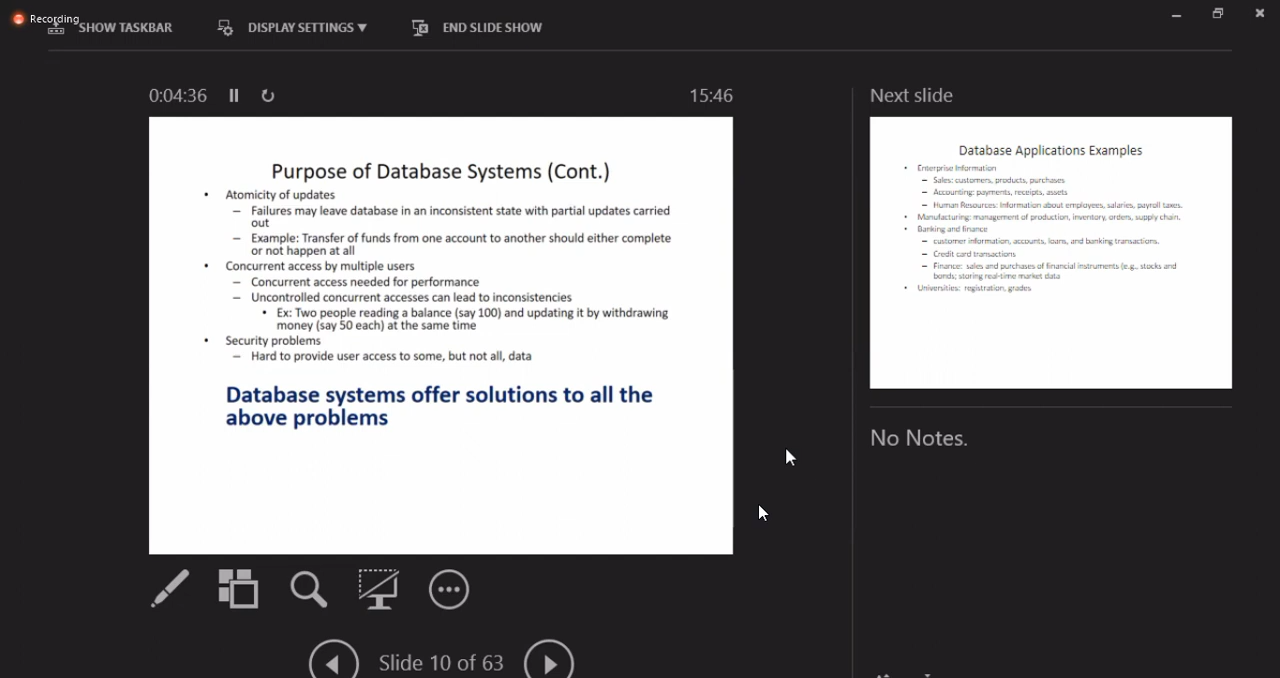 Recording
SHOW TASKBAR
DISPLAY SETTINGS ▼
END SLIDE SHOW
0:04:36
15:46
Next slide
Purpose of Database Systems (Cont.)
• Atomicity of updates
– Failures may leave database in an inconsistent state with partial updates carried
out
– Example: Transfer of funds from one account to another should either complete
or not happen at all
• Concurrent access by multiple users
– Concurrent access needed for performance
– Uncontrolled concurrent accesses can lead to inconsistencies
• Ex: Two people reading a balance (say 100) and updating it by withdrawing
money (say 50 each) at the same time
• Security problems
– Hard to provide user access to some, but not all, data
Database systems offer solutions to all the
above problems
Database Applications Examples
• Enterprise Information
– Sales: customers, products, purchases
– Accounting: payments, receipts, assets
– Human Resources: Information about employees, salaries, payroll taxes.
• Manufacturing: management of production, inventory, orders, supply chain.
• Banking and finance
– customer information, accounts, loans, and banking transactions.
– Credit card transactions
– Finance: sales and purchases of financial instruments (e.g., stocks and
bonds; storing real-time market data
• Universities: registration, grades
No Notes.
Slide 10 of 63